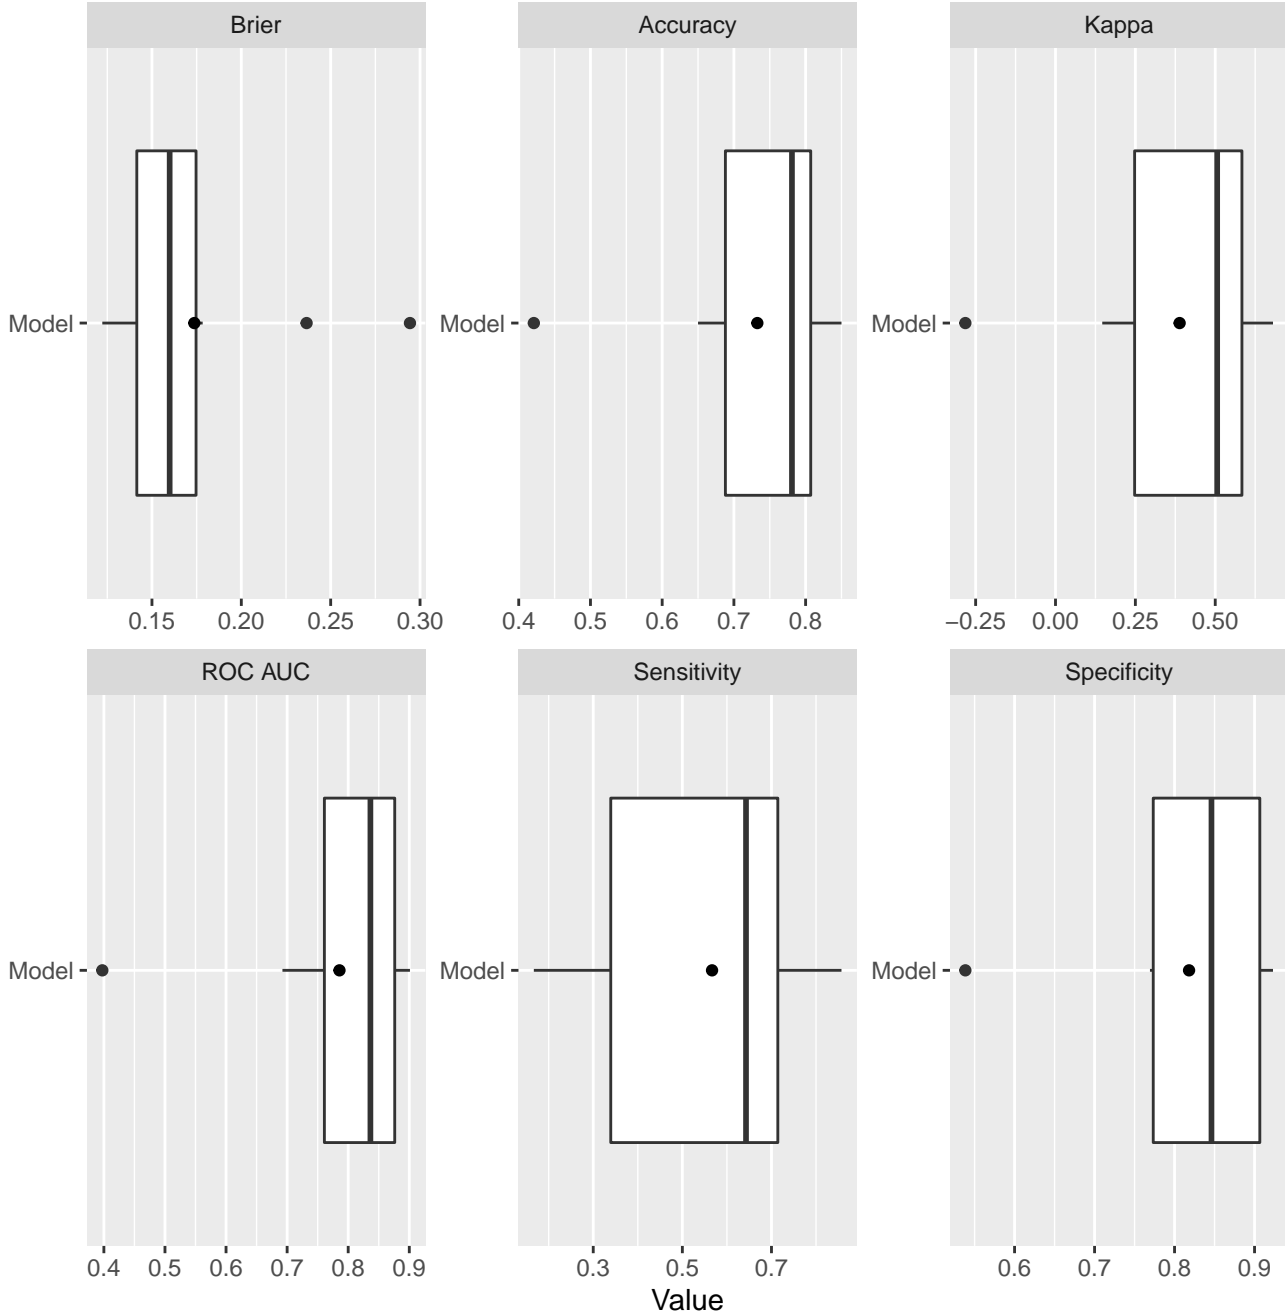 Brier
Accuracy
Kappa
Model
Model
Model
0.15 0.20 0.25 0.30
0.4 0.5 0.6 0.7 0.8
−0.25 0.00 0.25 0.50
ROC AUC
Sensitivity
Specificity
Model
Model
Model
0.4 0.5 0.6 0.7 0.8 0.9
0.3 0.5 0.7
0.6 0.7 0.8 0.9
Value